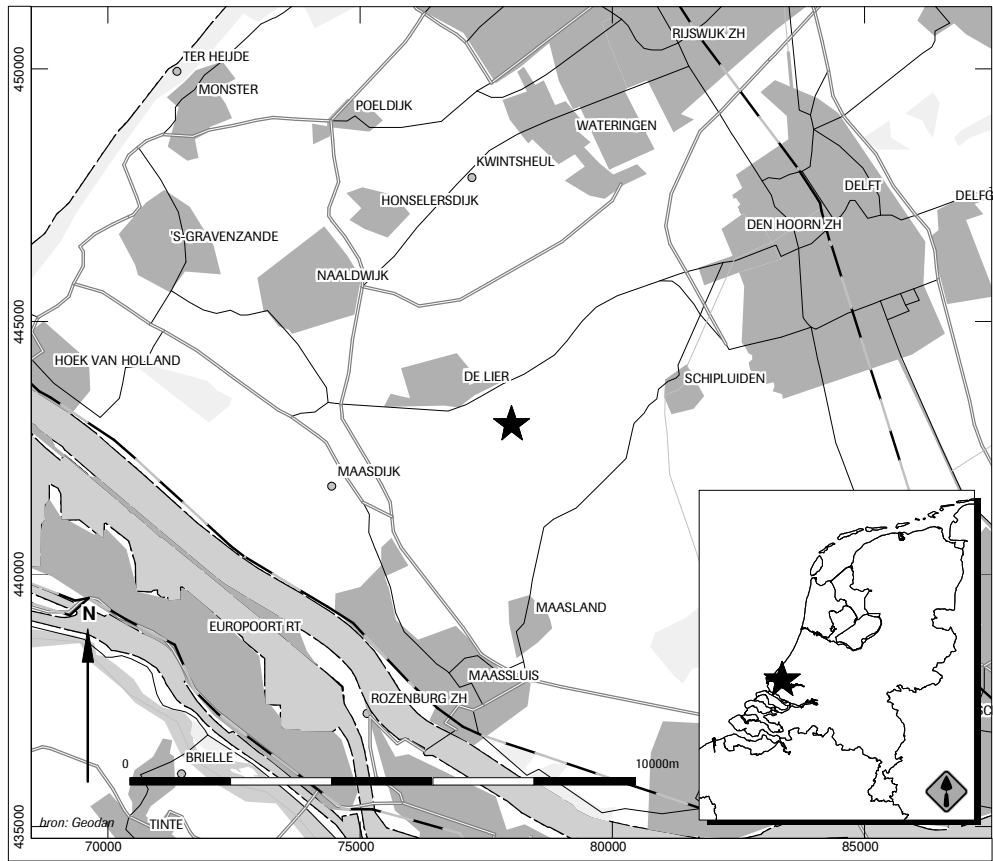 RIJSWIJK ZH
TER HEIJDE
450000
MONSTER
POELDIJK
WATERINGEN
KWINTSHEUL
DELFT
DELFG
HONSELERSDIJK
DEN HOORN ZH
'S-GRAVENZANDE
NAALDWIJK
445000
HOEK VAN HOLLAND
DE LIER
SCHIPLUIDEN
MAASDIJK
440000
N
MAASLAND
EUROPOORT RT
MAASSLUIS
ROZENBURG ZH
SC
BRIELLE
0
10000m
435000
bron: Geodan
TINTE
70000
75000
80000
85000